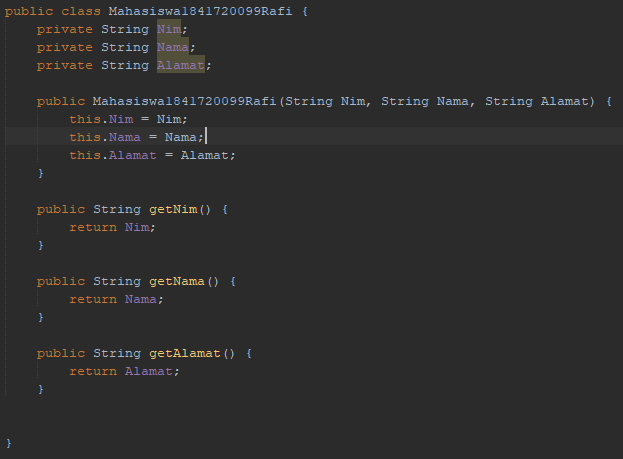 public class Mahasiswa1841720099Rafi {
    private String Nim;
    private String Nama;
    private String Alamat;
    public Mahasiswa1841720099Rafi(String Nim, String Nama, String Alamat) {
        this.Nim = Nim;
        this.Nama = Nama;
        this.Alamat = Alamat;
    }
    public String getNim() {
        return Nim;
    }
    public String getNama() {
        return Nama;
    }
    public String getAlamat() {
        return Alamat;
    }
}